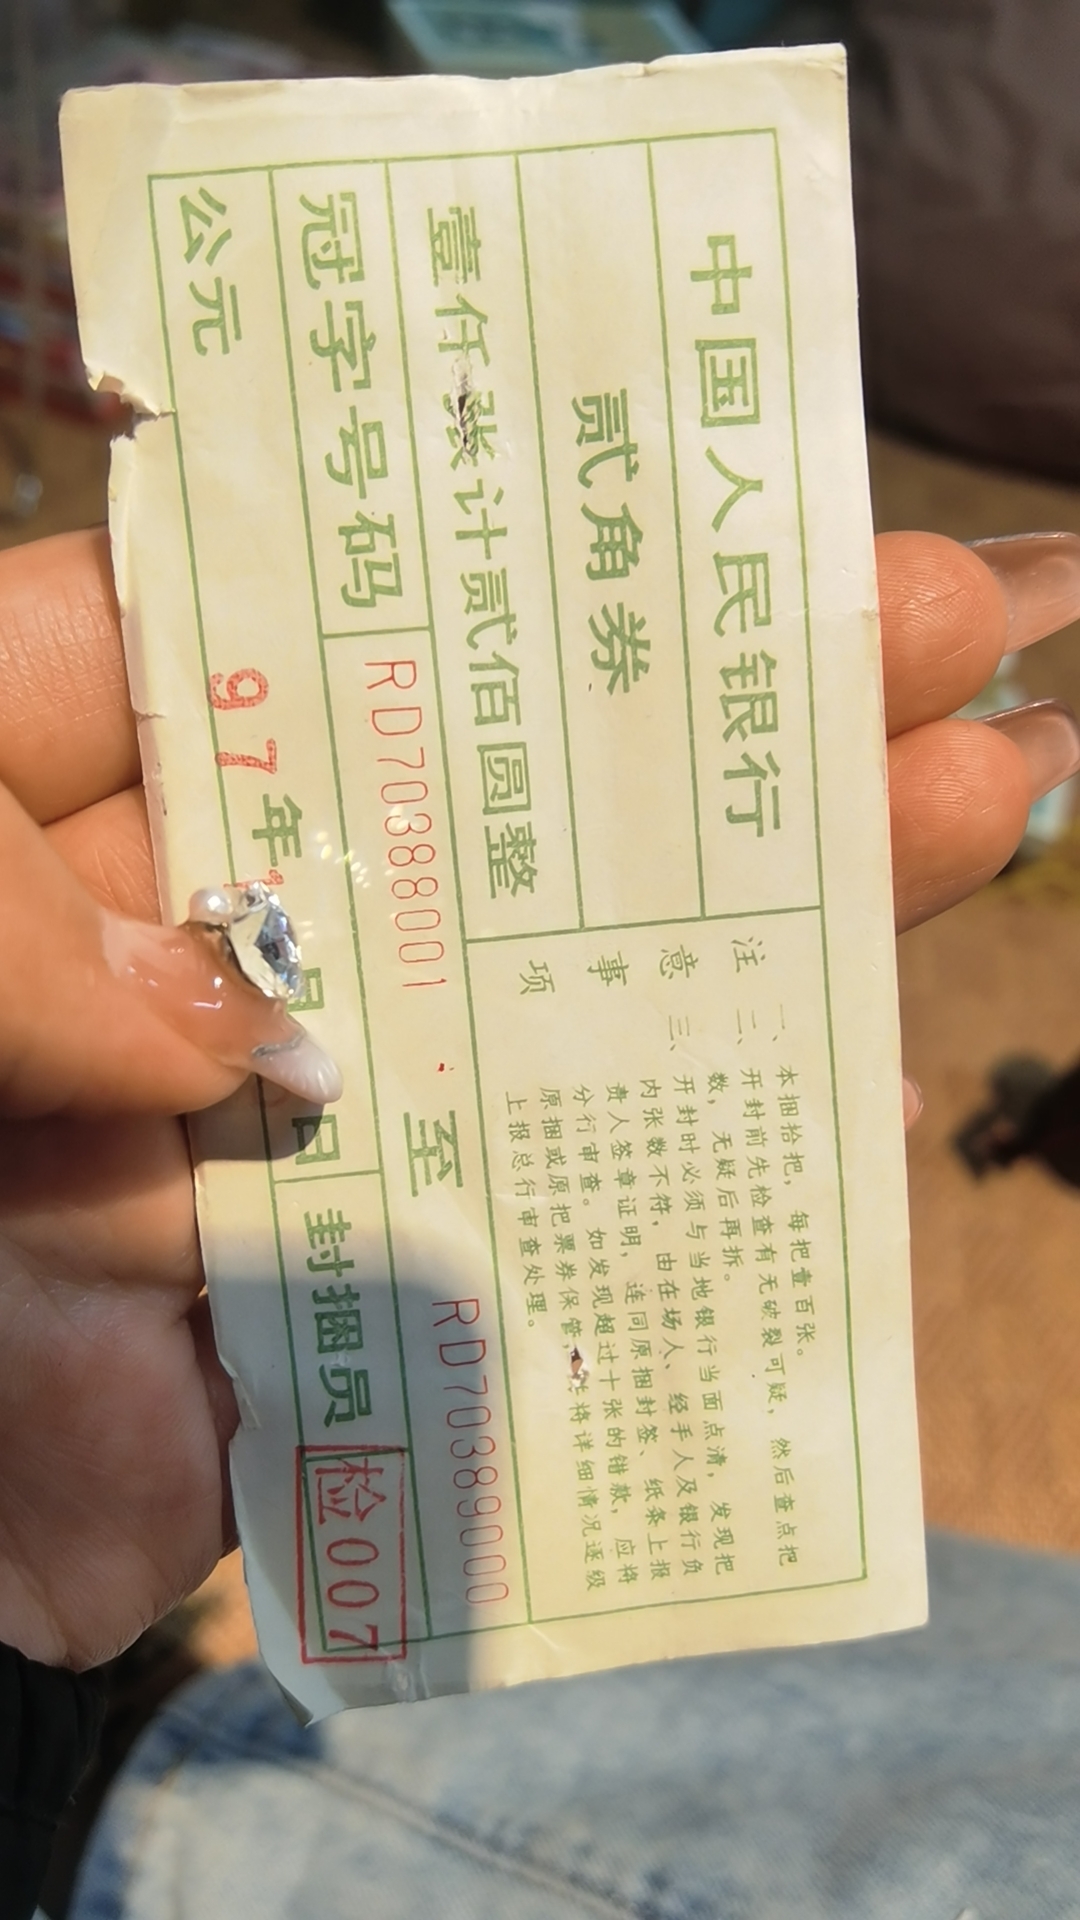 中国人民银行
贰角券
壹仟张计贰佰圆整
冠字号码 RD70388001 至 RD70389000
公元 97年 月 日 封捆员 检007
注意事项
一、本捆拾把，每把壹百张。
二、开封前先检查有无破裂可疑，然后查点把
数，无疑后再拆。
三、开封时必须与当地银行当面点清，发现把
内张数不符，由在场人、经手人及银行负
责人签章证明，连同原捆封签、纸条上报
分行审查。如发现超过十张的错款，应将
原捆或原把票券保管，将详细情况逐级
上报总行审查处理。